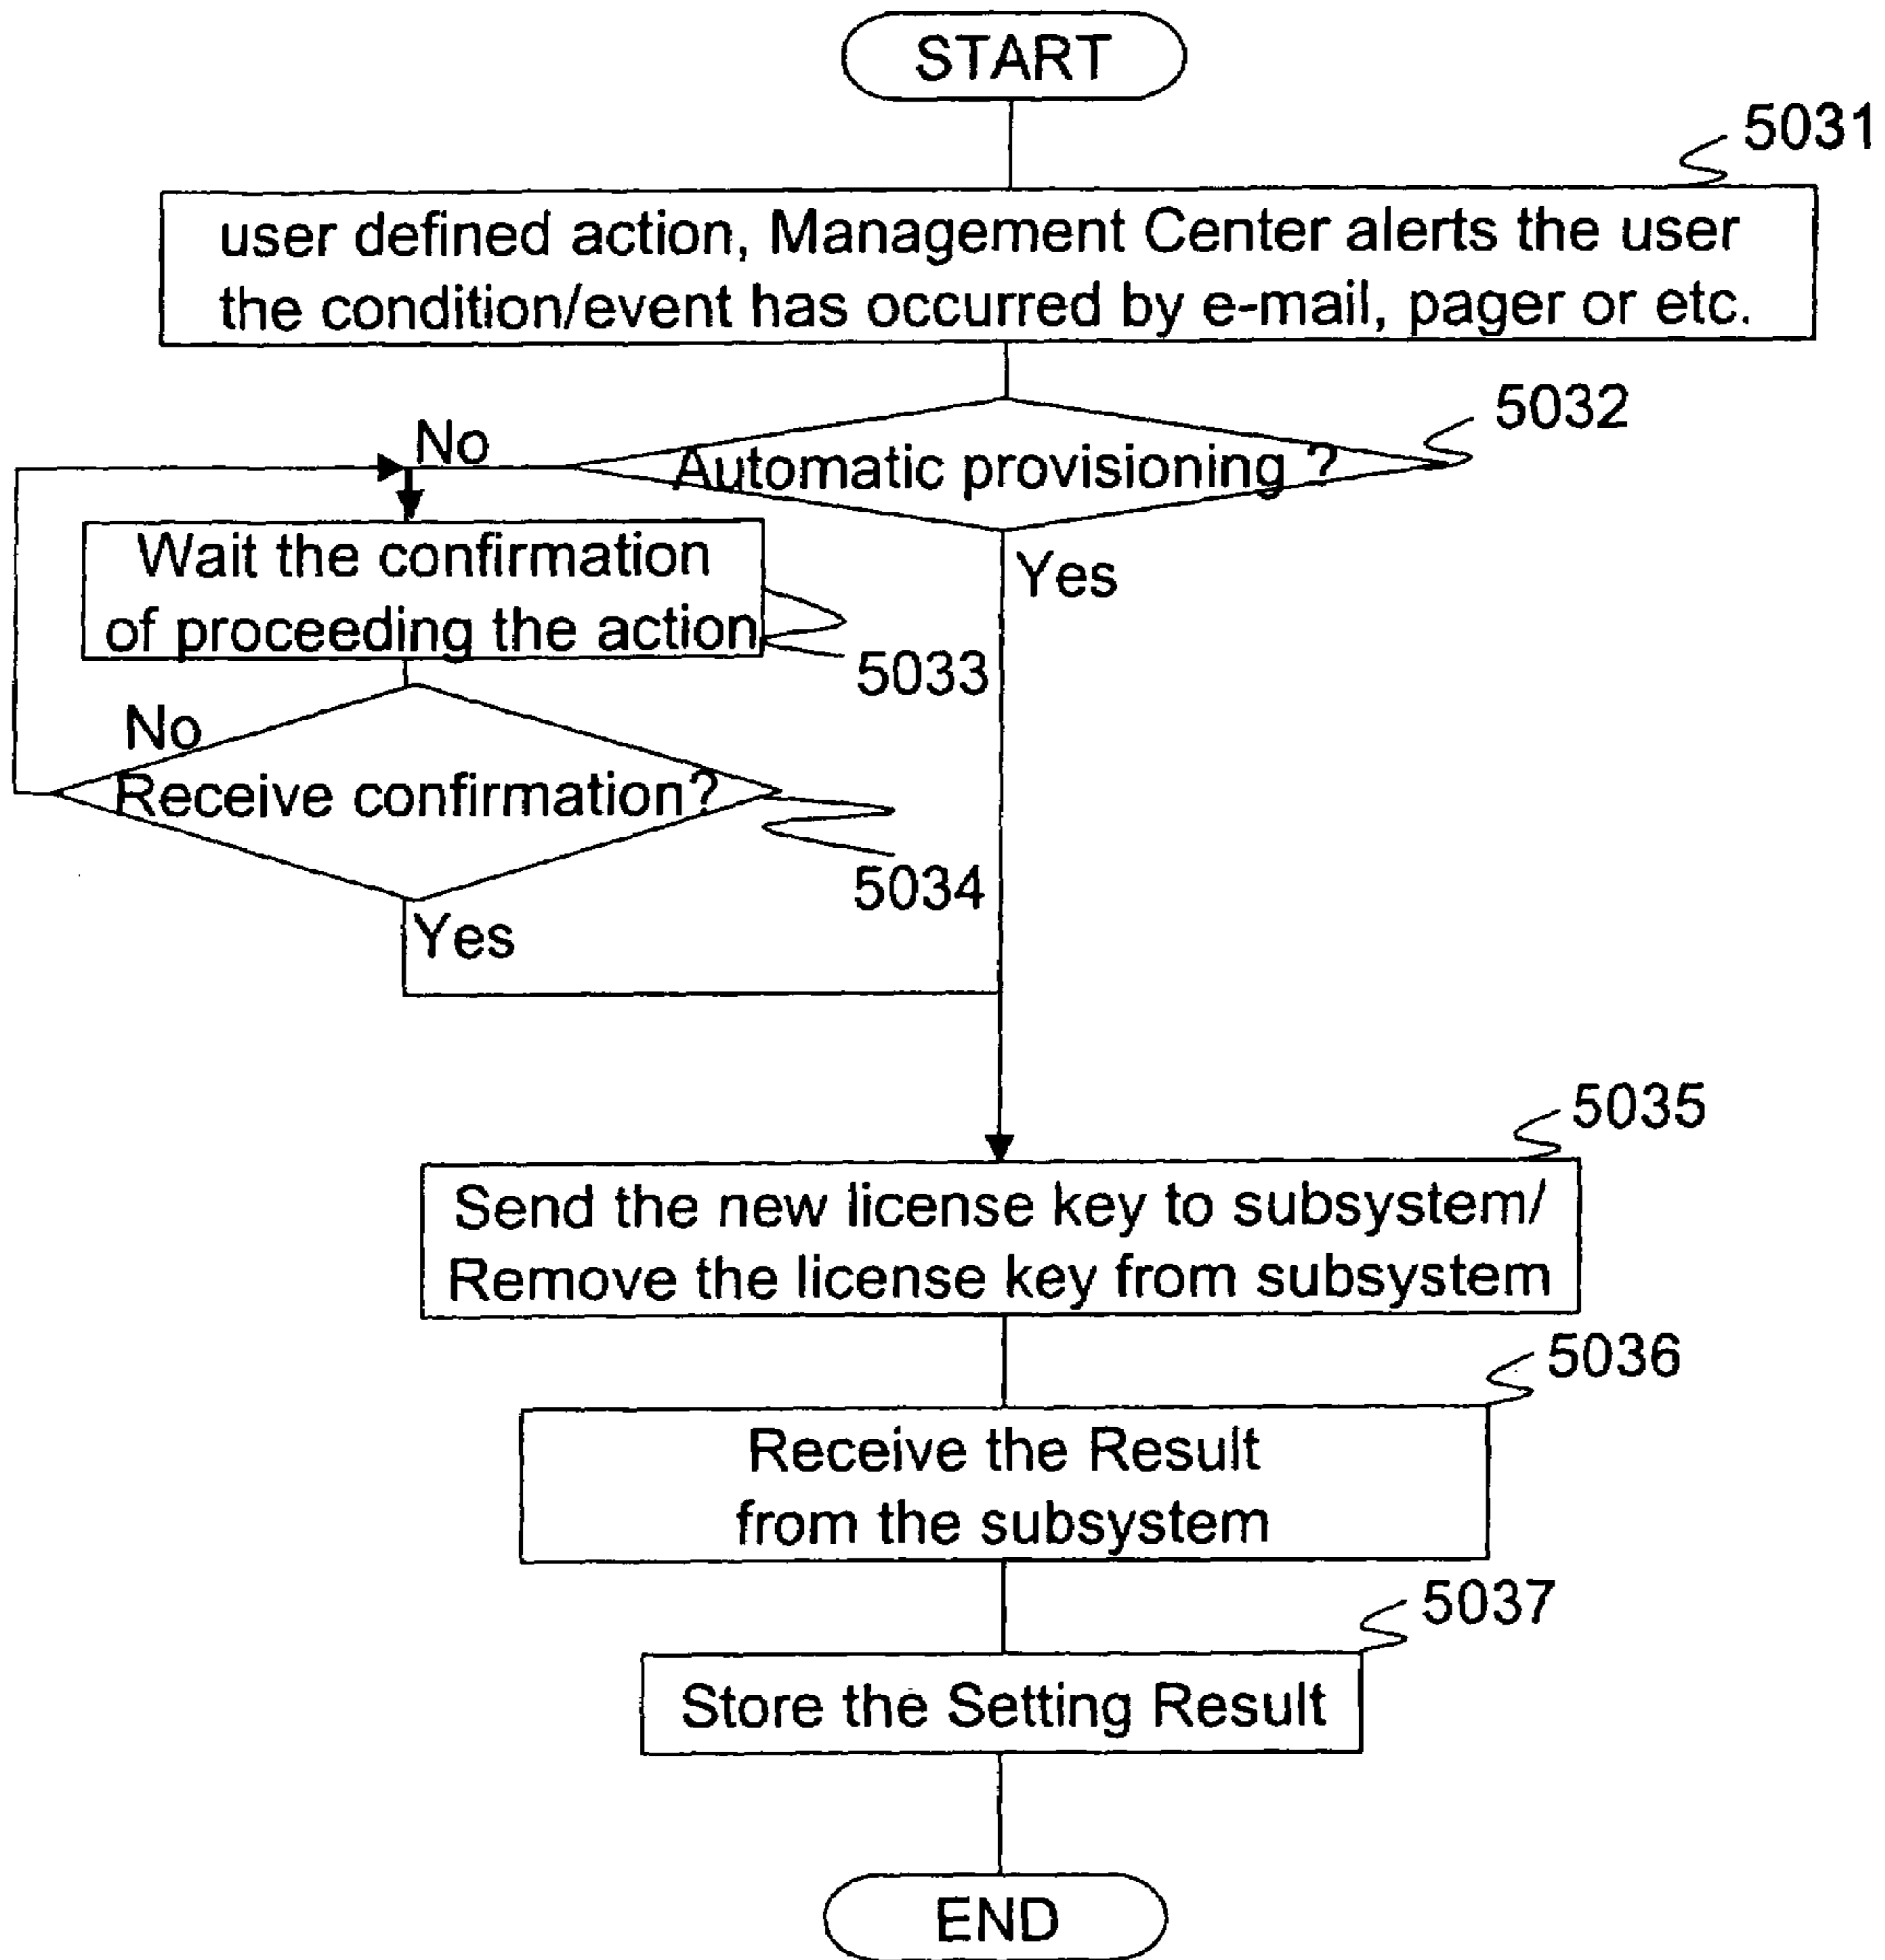 START
5031
user defined action, Management Center alerts the user
the condition/event has occurred by e-mail, pager or etc.
5032
No
Automatic provisioning ?
Yes
Wait the confirmation
of proceeding the action
5033
No
Receive confirmation?
5034
Yes
5035
Send the new license key to subsystem/
Remove the license key from subsystem
5036
Receive the Result
from the subsystem
5037
Store the Setting Result
END